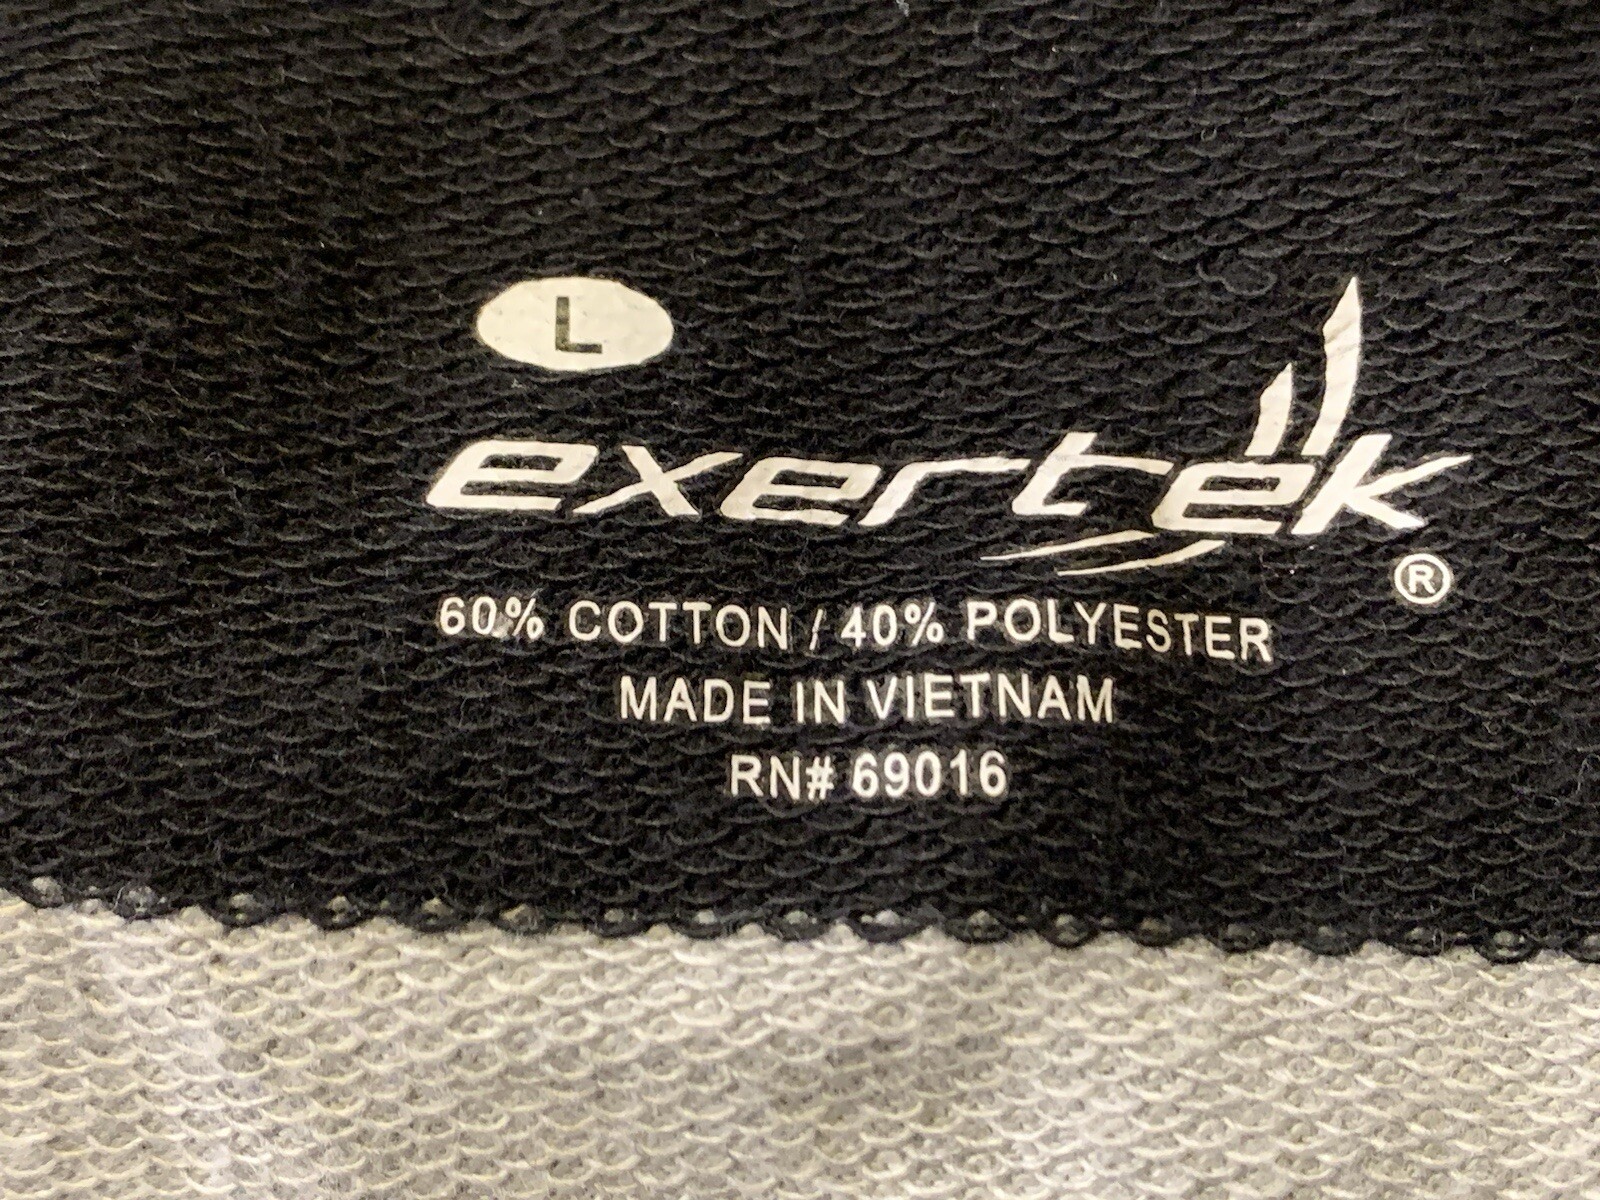 L
exertek
®
60% COTTON / 40% POLYESTER
MADE IN VIETNAM
RN# 69016